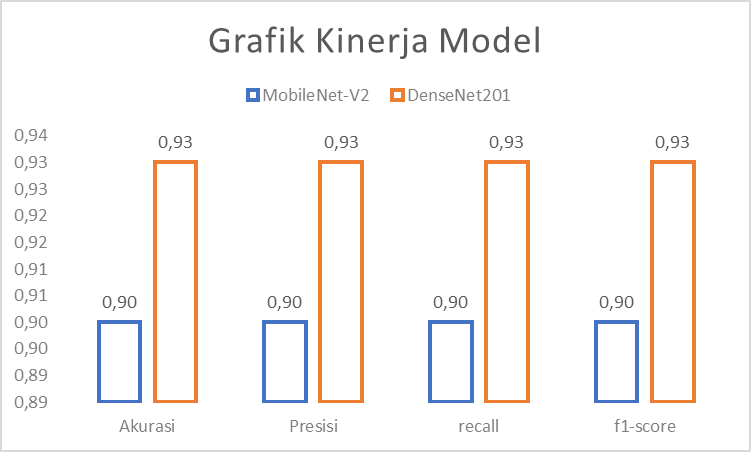 Grafik Kinerja Model
MobileNet-V2 DenseNet201
0,94
0,93
0,93
0,92
0,92
0,91
0,91
0,90
0,90
0,89
0,89
0,90 0,93 0,90 0,93 0,90 0,93 0,90 0,93
Akurasi Presisi recall f1-score